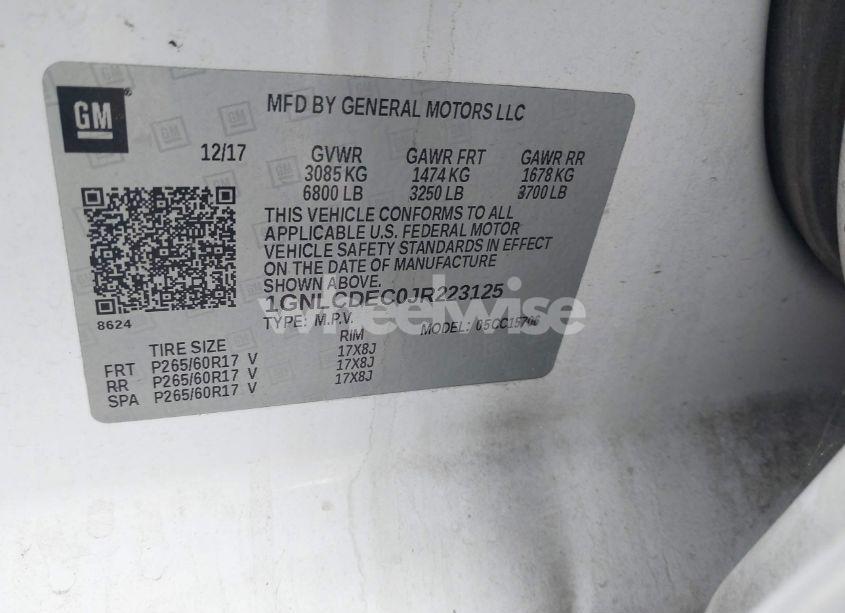 GM
MFD BY GENERAL MOTORS LLC
12/17 GVWR GAWR FRT GAWR RR
3085 KG 1474 KG 1678 KG
6800 LB 3250 LB 3700 LB
THIS VEHICLE CONFORMS TO ALL
APPLICABLE U.S. FEDERAL MOTOR
VEHICLE SAFETY STANDARDS IN EFFECT
ON THE DATE OF MANUFACTURE
SHOWN ABOVE.
1GNLCDEC0JR223125
wheelwise
8624
TYPE: M.P.V. MODEL: 05CC15706
TIRE SIZE RIM
FRT P265/60R17 V 17X8J
RR P265/60R17 V 17X8J
SPA P265/60R17 V 17X8J